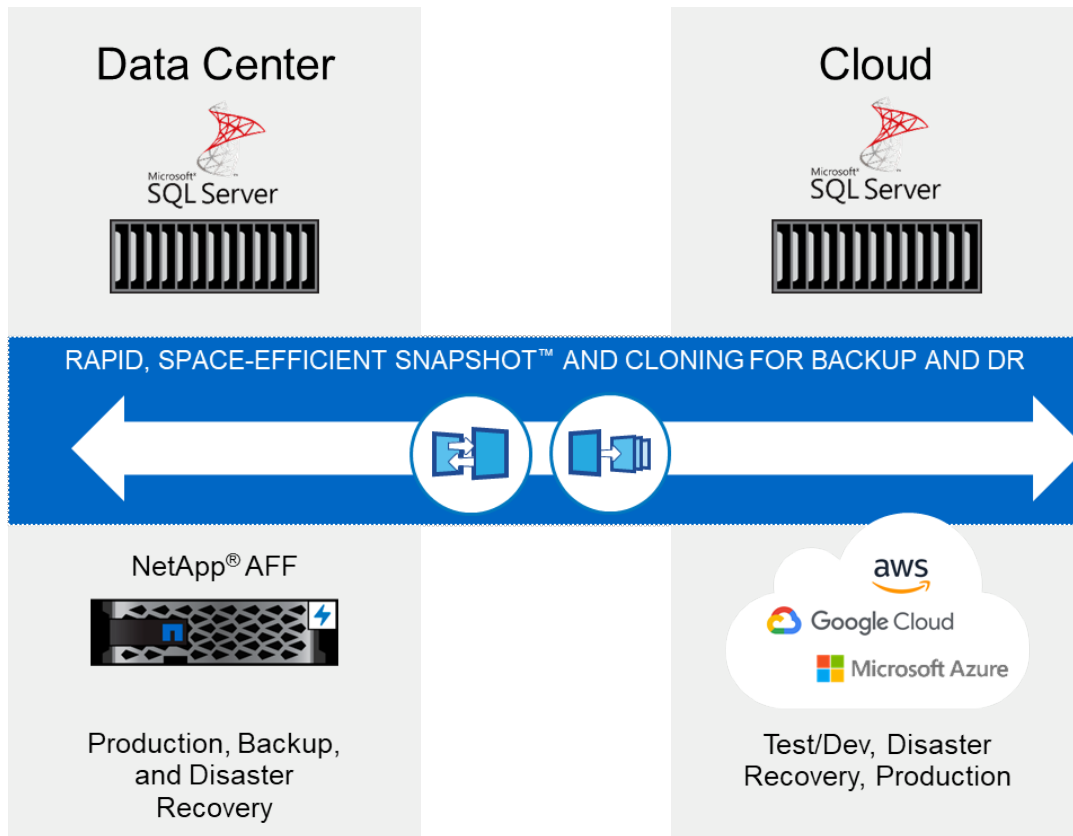 Data Center
Microsoft®
SQL Server
Cloud
Microsoft®
SQL Server
RAPID, SPACE-EFFICIENT SNAPSHOT™ AND CLONING FOR BACKUP AND DR
NetApp® AFF
Production, Backup,
and Disaster
Recovery
aws
Google Cloud
Microsoft Azure
Test/Dev, Disaster
Recovery, Production